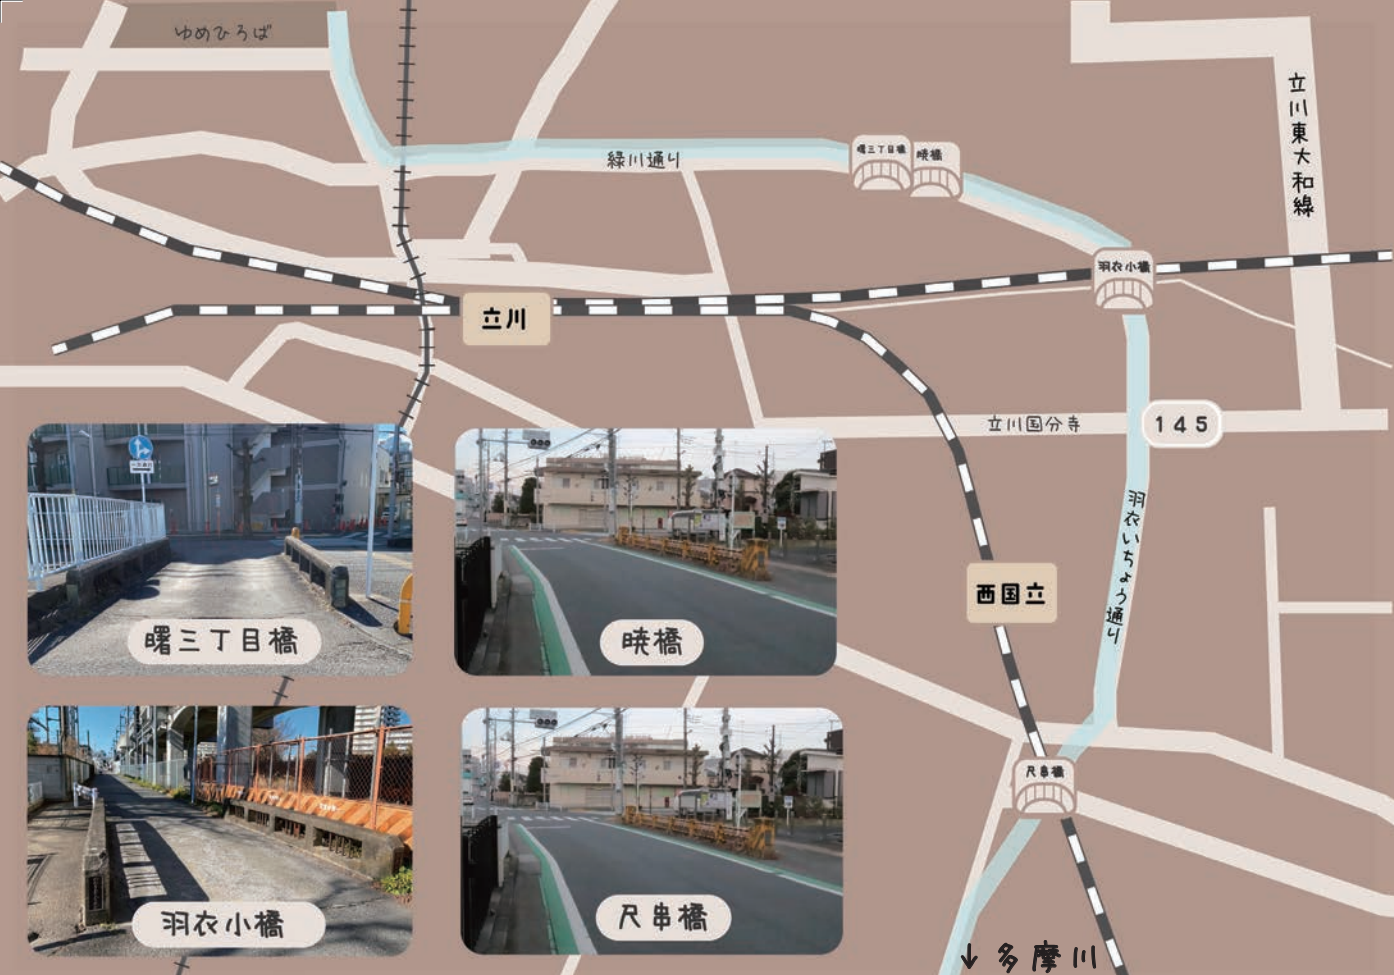 ゆめひろば
緑川通り
曙三丁目橋
暁橋
立川東大和線
羽衣小橋
立川
立川国分寺
145
羽衣いちょう通り
西国立
曙三丁目橋
暁橋
尺串橋
羽衣小橋
尺串橋
↓多摩川